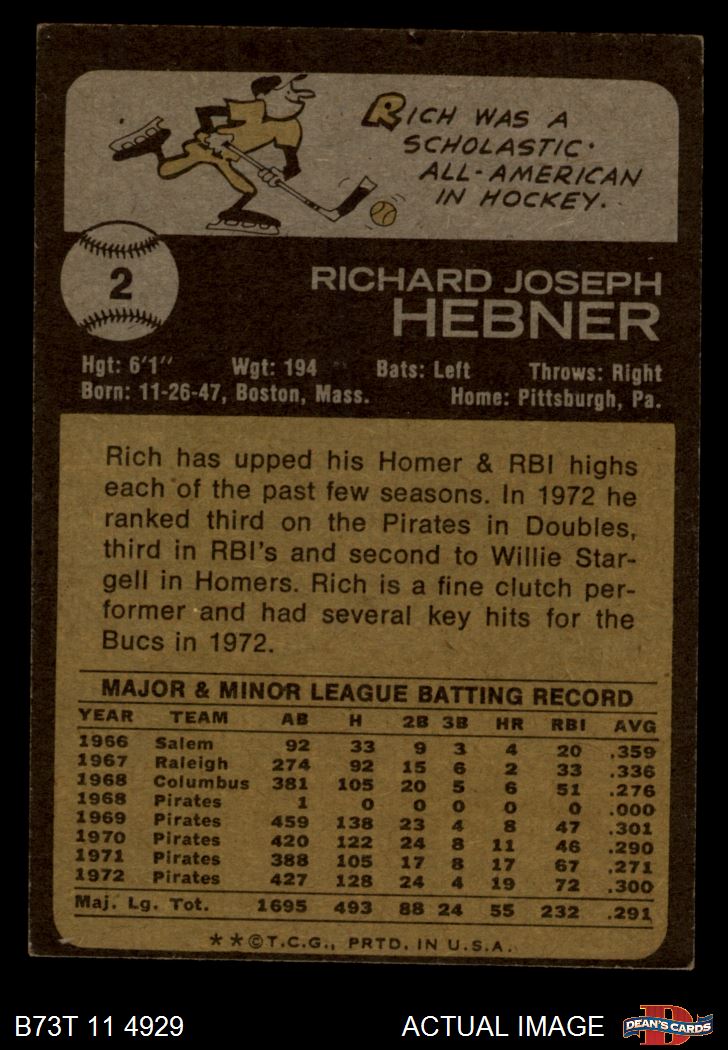 RICH WAS A
SCHOLASTIC
ALL-AMERICAN
IN HOCKEY.
2
RICHARD JOSEPH
HEBNER
Hgt: 6'1" Wgt: 194 Bats: Left Throws: Right
Born: 11-26-47, Boston, Mass. Home: Pittsburgh, Pa.
Rich has upped his Homer & RBI highs
each of the past few seasons. In 1972 he
ranked third on the Pirates in Doubles,
third in RBI's and second to Willie Star-
gell in Homers. Rich is a fine clutch per-
former and had several key hits for the
Bucs in 1972.
MAJOR & MINOR LEAGUE BATTING RECORD
YEAR TEAM AB H 2B 3B HR RBI AVG
1966 Salem 92 33 9 3 4 20 .359
1967 Raleigh 274 92 15 6 2 33 .336
1968 Columbus 381 105 20 5 6 51 .276
1968 Pirates 1 0 0 0 0 0 .000
1969 Pirates 459 138 23 4 8 47 .301
1970 Pirates 420 122 24 8 11 46 .290
1971 Pirates 388 105 17 8 17 67 .271
1972 Pirates 427 128 24 4 19 72 .300
Maj. Lg. Tot. 1695 493 88 24 55 232 .291
**©T.C.G., PRTD. IN U.S.A.
B73T 11 4929 ACTUAL IMAGE D DEAN'S CARDS